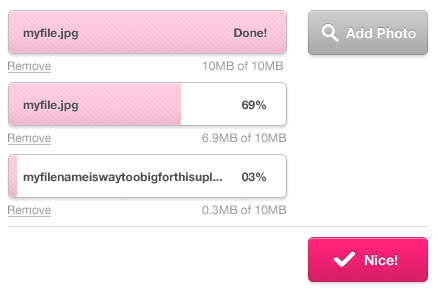 myfile.jpg Done!
Add Photo
Remove 10MB of 10MB
myfile.jpg 69%
Remove 6.9MB of 10MB
myfilenameiswaytoobigforthisupl... 03%
Remove 0.3MB of 10MB
Nice!